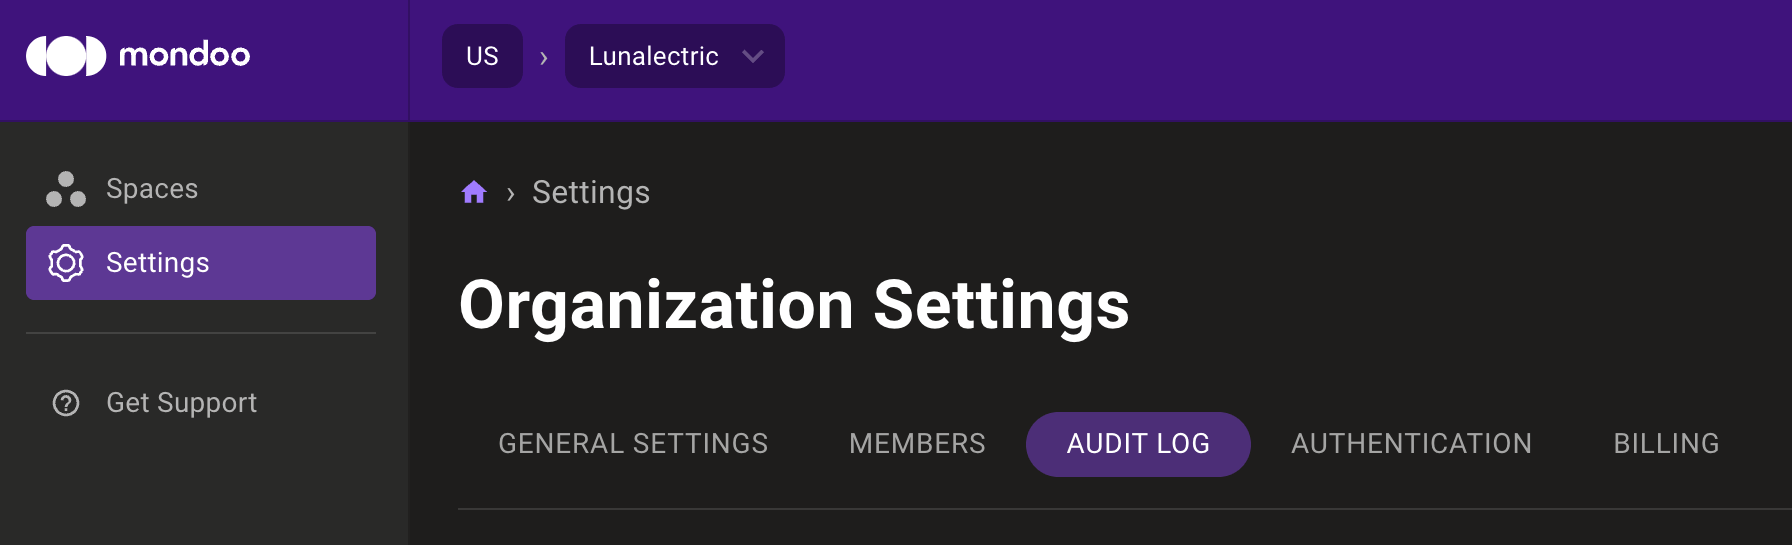 mondoo
US › Lunalectric
Spaces
Settings
Get Support
› Settings
Organization Settings
GENERAL SETTINGS MEMBERS AUDIT LOG AUTHENTICATION BILLING